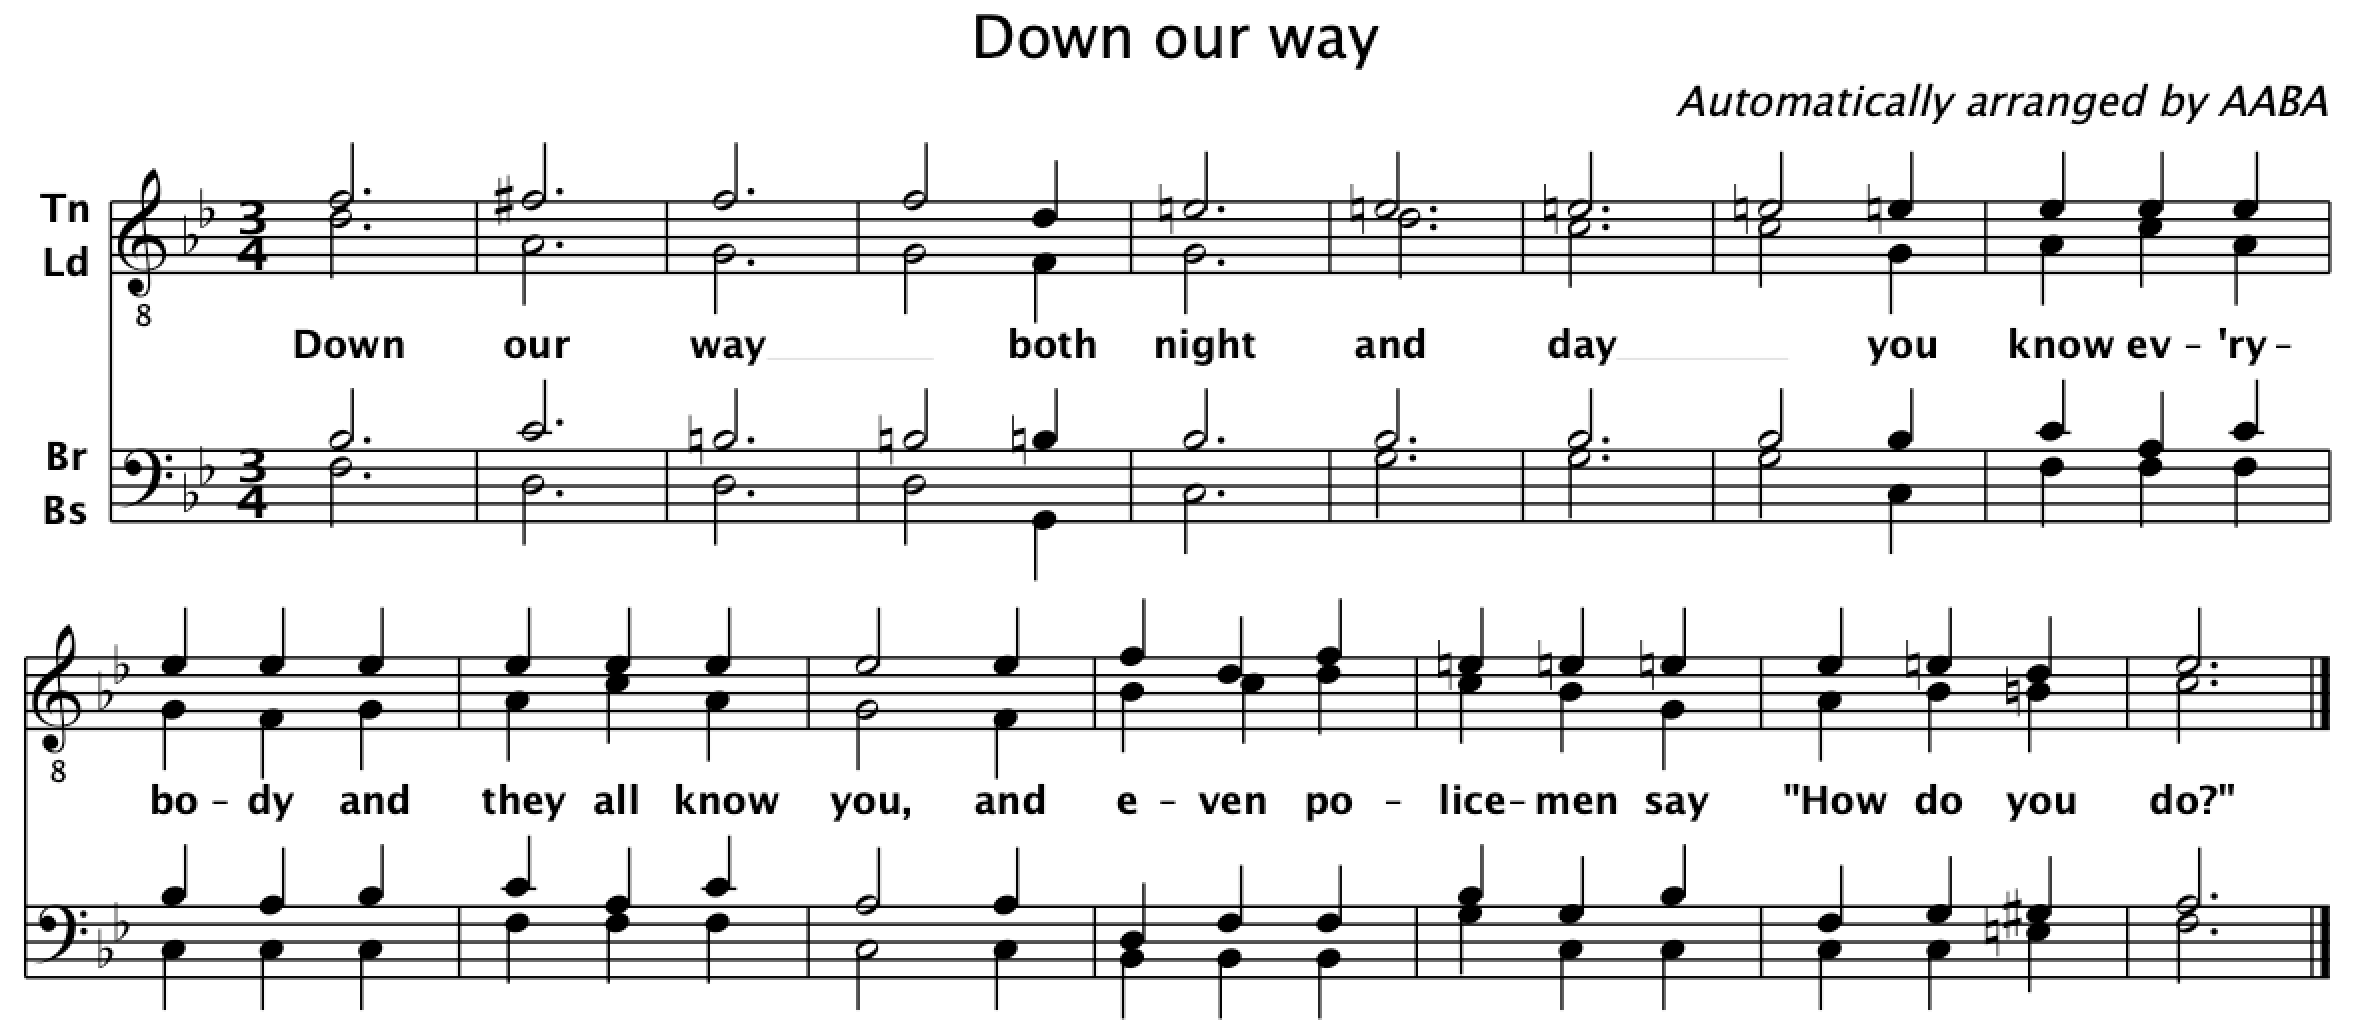 Down our way
Automatically arranged by AABA
Tn
Ld
3
4
8
Down our way both night and day you know ev - 'ry -
Br
Bs
3
4
8
bo - dy and they all know you, and e - ven po - lice - men say "How do you do?"